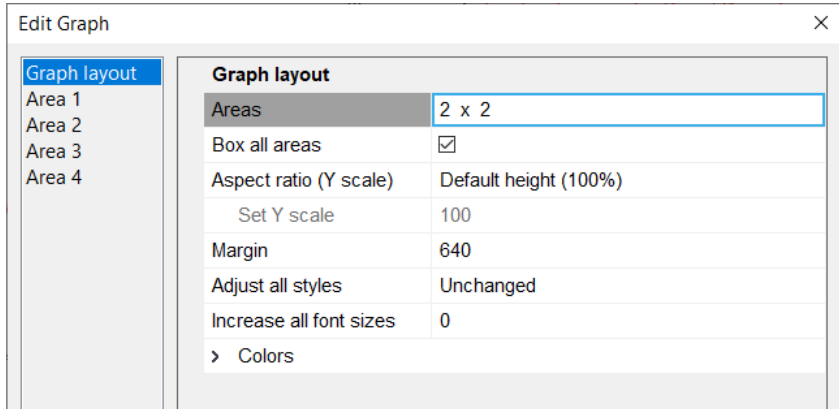 Edit Graph
Graph layout
Area 1
Area 2
Area 3
Area 4
Graph layout
Areas 2 x 2
Box all areas
Aspect ratio (Y scale) Default height (100%)
Set Y scale 100
Margin 640
Adjust all styles Unchanged
Increase all font sizes 0
Colors